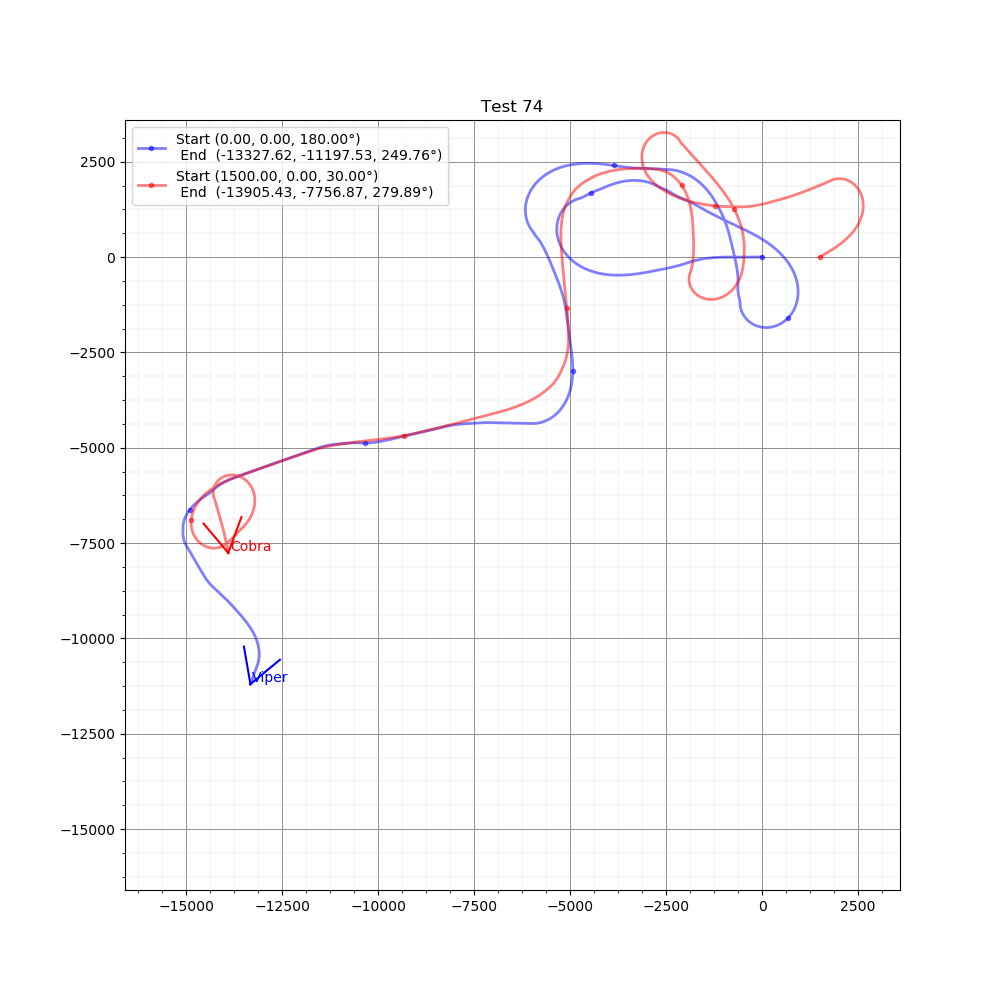 Test 74
Start (0.00, 0.00, 180.00°)
End (-13327.62, -11197.53, 249.76°)
Start (1500.00, 0.00, 30.00°)
End (-13905.43, -7756.87, 279.89°)
2500
0
−2500
−5000
−7500
−10000
−12500
−15000
Cobra
Viper
−15000 −12500 −10000 −7500 −5000 −2500 0 2500